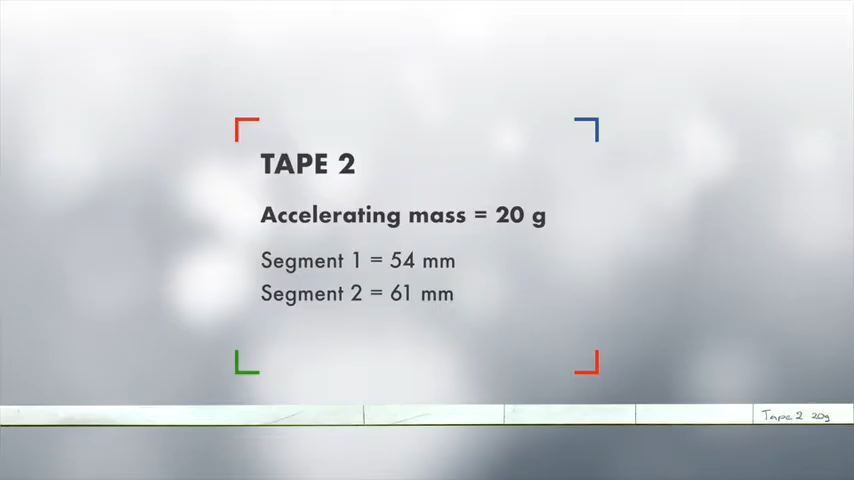 TAPE 2
Accelerating mass = 20 g
Segment 1 = 54 mm
Segment 2 = 61 mm
Tape 2 20g